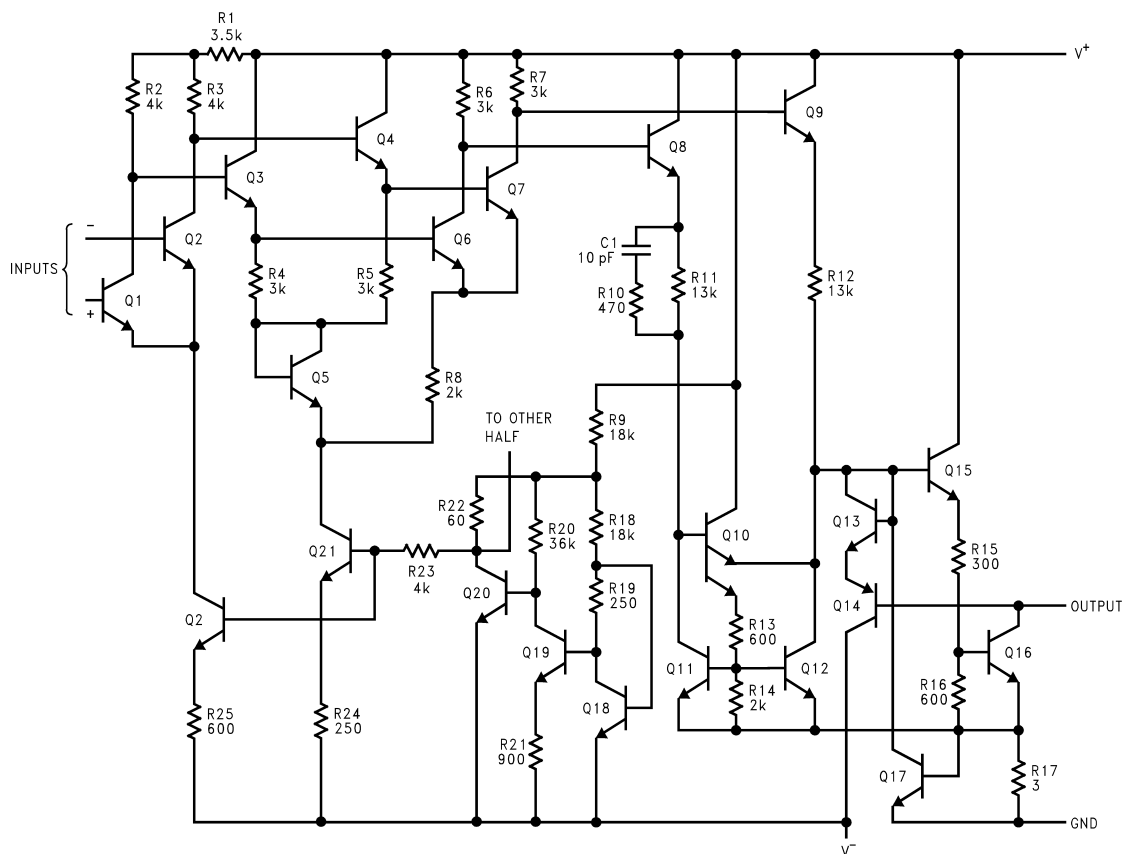 R1
3.5k
V+
R2
4k
R3
4k
R6
3k
R7
3k
Q4
Q9
Q3
Q8
Q7
−
Q2
Q6
INPUTS
C1
10 pF
R4
3k
R5
3k
R11
13k
R12
13k
Q1
+
R10
470
Q5
R8
2k
TO OTHER
HALF
R9
18k
Q15
R22
60
R20
36k
R18
18k
Q10
Q13
Q21
R23
4k
R15
300
Q20
R19
250
Q14
OUTPUT
Q2
R13
600
Q19
Q11
Q12
Q16
R14
2k
R16
600
Q18
R25
600
R24
250
R21
900
Q17
R17
3
GND
V−